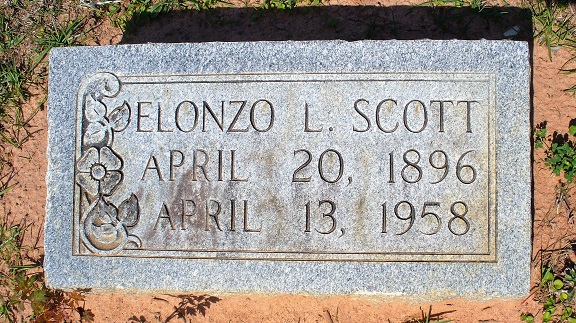 ELONZO L. SCOTT
APRIL 20, 1896
APRIL 13, 1958